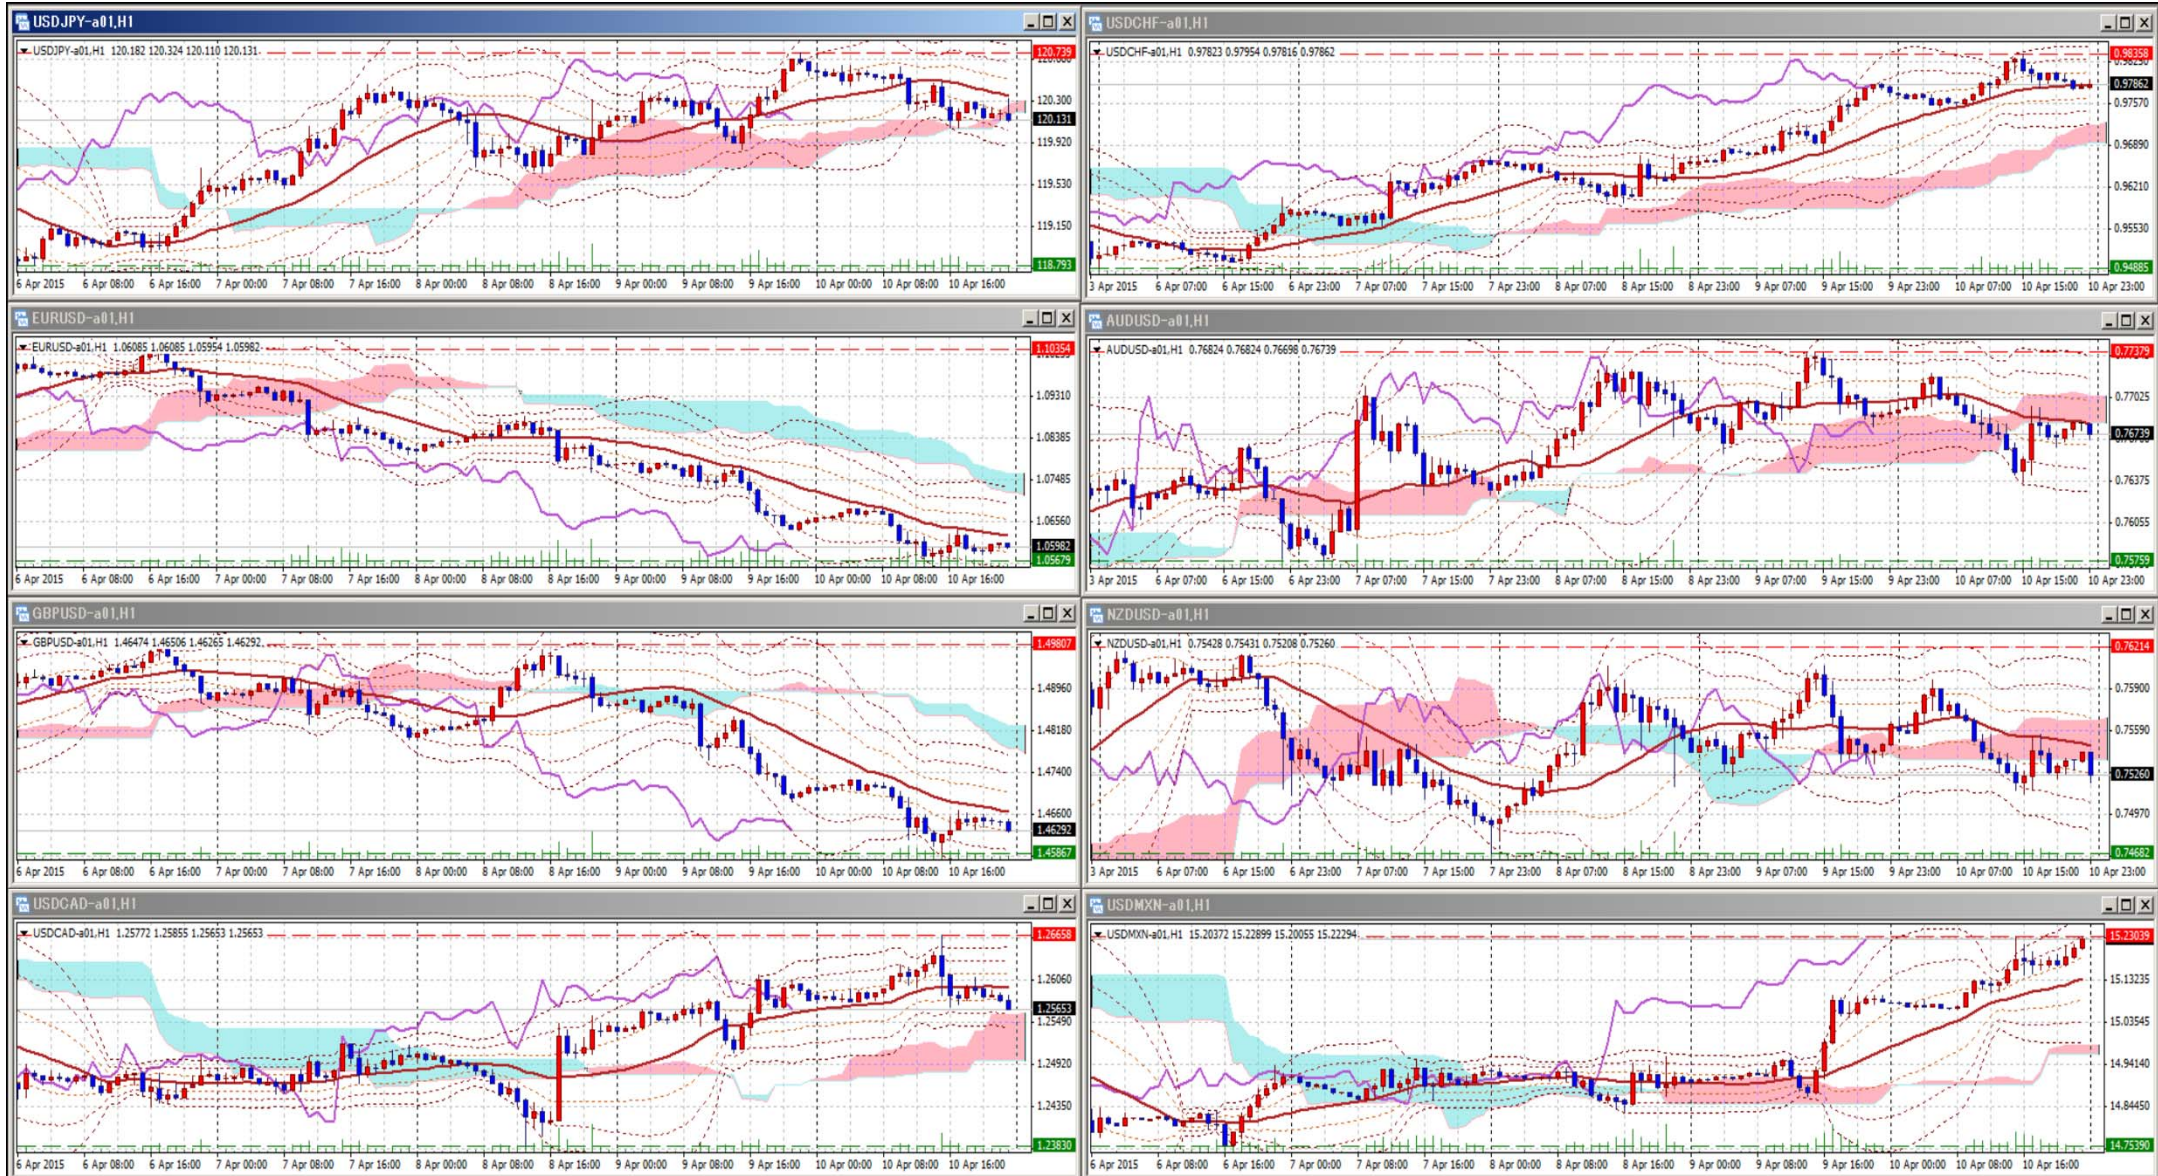 USDJPY-a01,H1
USDJPY-a01,H1 120.182 120.324 120.110 120.131
120.739
120.300
120.131
119.920
119.530
119.150
118.793
6 Apr 2015 6 Apr 08:00 6 Apr 16:00 7 Apr 00:00 7 Apr 08:00 7 Apr 16:00 8 Apr 00:00 8 Apr 08:00 8 Apr 16:00 9 Apr 00:00 9 Apr 08:00 9 Apr 16:00 10 Apr 00:00 10 Apr 08:00 10 Apr 16:00
USDCHF-a01,H1
USDCHF-a01,H1 0.97823 0.97954 0.97816 0.97862
0.98358
0.97862
0.97570
0.96890
0.96210
0.95530
0.94885
3 Apr 2015 6 Apr 07:00 6 Apr 15:00 6 Apr 23:00 7 Apr 07:00 7 Apr 15:00 7 Apr 23:00 8 Apr 07:00 8 Apr 15:00 8 Apr 23:00 9 Apr 07:00 9 Apr 15:00 9 Apr 23:00 10 Apr 07:00 10 Apr 15:00 10 Apr 23:00
EURUSD-a01,H1
EURUSD-a01,H1 1.06085 1.06085 1.05954 1.05982
1.10354
1.09310
1.08385
1.07485
1.06560
1.05982
1.05679
6 Apr 2015 6 Apr 08:00 6 Apr 16:00 7 Apr 00:00 7 Apr 08:00 7 Apr 16:00 8 Apr 00:00 8 Apr 08:00 8 Apr 16:00 9 Apr 00:00 9 Apr 08:00 9 Apr 16:00 10 Apr 00:00 10 Apr 08:00 10 Apr 16:00
AUDUSD-a01,H1
AUDUSD-a01,H1 0.76824 0.76824 0.76698 0.76739
0.77379
0.77025
0.76739
0.76375
0.76055
0.75759
3 Apr 2015 6 Apr 07:00 6 Apr 15:00 6 Apr 23:00 7 Apr 07:00 7 Apr 15:00 7 Apr 23:00 8 Apr 07:00 8 Apr 15:00 8 Apr 23:00 9 Apr 07:00 9 Apr 15:00 9 Apr 23:00 10 Apr 07:00 10 Apr 15:00 10 Apr 23:00
GBPUSD-a01,H1
GBPUSD-a01,H1 1.46474 1.46506 1.46265 1.46292
1.49807
1.48960
1.48180
1.47400
1.46600
1.46292
1.45867
6 Apr 2015 6 Apr 08:00 6 Apr 16:00 7 Apr 00:00 7 Apr 08:00 7 Apr 16:00 8 Apr 00:00 8 Apr 08:00 8 Apr 16:00 9 Apr 00:00 9 Apr 08:00 9 Apr 16:00 10 Apr 00:00 10 Apr 08:00 10 Apr 16:00
NZDUSD-a01,H1
NZDUSD-a01,H1 0.75428 0.75431 0.75208 0.75260
0.76214
0.75900
0.75590
0.75260
0.74970
0.74682
3 Apr 2015 6 Apr 07:00 6 Apr 15:00 6 Apr 23:00 7 Apr 07:00 7 Apr 15:00 7 Apr 23:00 8 Apr 07:00 8 Apr 15:00 8 Apr 23:00 9 Apr 07:00 9 Apr 15:00 9 Apr 23:00 10 Apr 07:00 10 Apr 15:00 10 Apr 23:00
USDCAD-a01,H1
USDCAD-a01,H1 1.25772 1.25855 1.25653 1.25653
1.26658
1.26060
1.25653
1.25490
1.24920
1.24350
1.23830
6 Apr 2015 6 Apr 08:00 6 Apr 16:00 7 Apr 00:00 7 Apr 08:00 7 Apr 16:00 8 Apr 00:00 8 Apr 08:00 8 Apr 16:00 9 Apr 00:00 9 Apr 08:00 9 Apr 16:00 10 Apr 00:00 10 Apr 08:00 10 Apr 16:00
USDMXN-a01,H1
USDMXN-a01,H1 15.20372 15.22899 15.20055 15.22294
15.23039
15.13235
15.03545
14.94140
14.84450
14.75390
6 Apr 2015 6 Apr 08:00 6 Apr 16:00 7 Apr 00:00 7 Apr 08:00 7 Apr 16:00 8 Apr 00:00 8 Apr 08:00 8 Apr 16:00 9 Apr 00:00 9 Apr 08:00 9 Apr 16:00 10 Apr 00:00 10 Apr 08:00 10 Apr 16:00